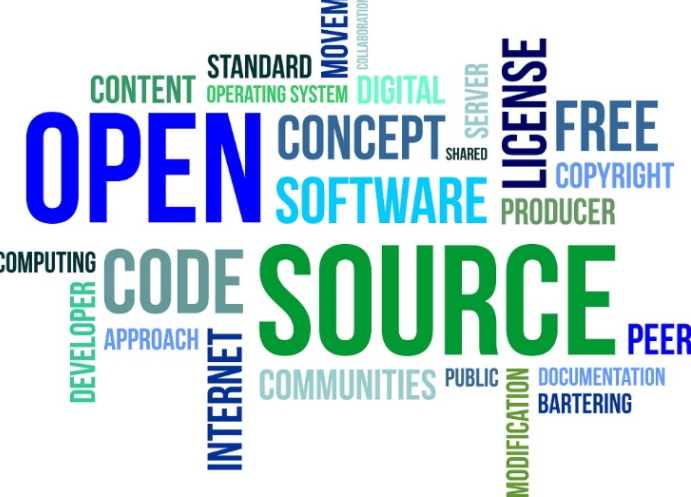 MOVEM
COLLABORATION
STANDARD
CONTENT
OPERATING SYSTEM
DIGITAL
SERVER
LICENSE
OPEN
CONCEPT
SHARED
FREE
COPYRIGHT
SOFTWARE
PRODUCER
COMPUTING
CODE
SOURCE
DEVELOPER
APPROACH
INTERNET
PEER
COMMUNITIES
PUBLIC
MODIFICATION
DOCUMENTATION
BARTERING